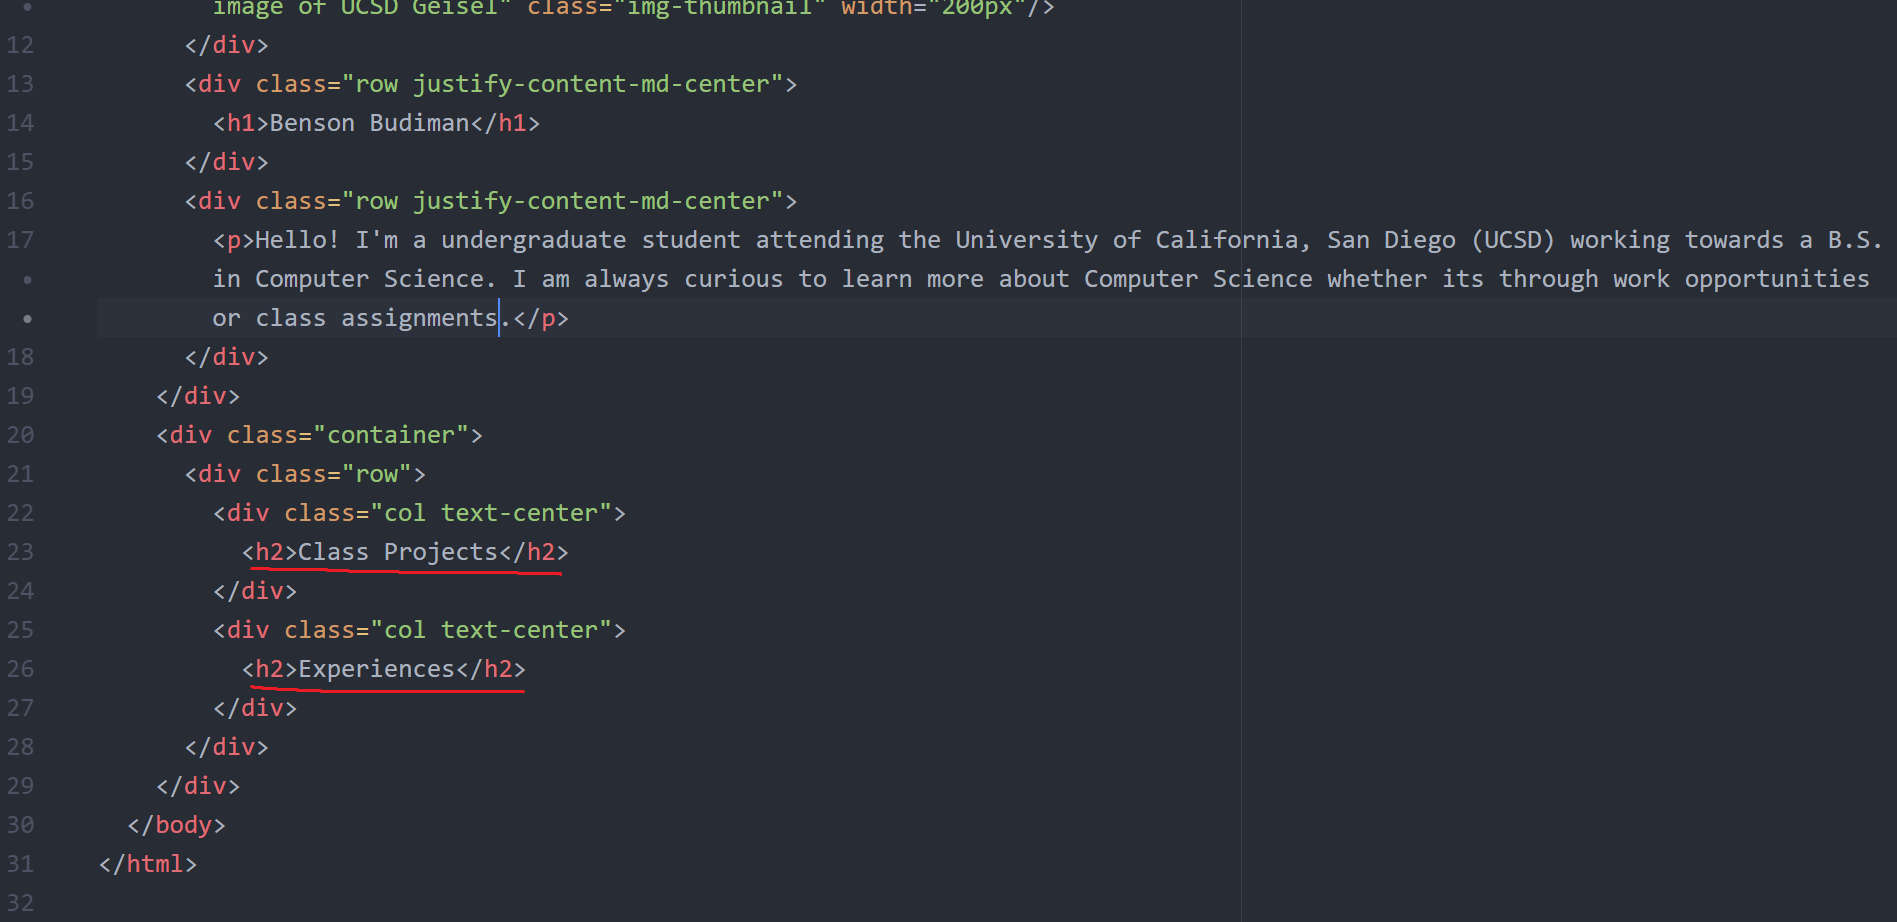 image of UCSD Geisel" class="img-thumbnail" width="200px"/>
12 </div>
13 <div class="row justify-content-md-center">
14 <h1>Benson Budiman</h1>
15 </div>
16 <div class="row justify-content-md-center">
17 <p>Hello! I'm a undergraduate student attending the University of California, San Diego (UCSD) working towards a B.S.
in Computer Science. I am always curious to learn more about Computer Science whether its through work opportunities
or class assignments.</p>
18 </div>
19 </div>
20 <div class="container">
21 <div class="row">
22 <div class="col text-center">
23 <h2>Class Projects</h2>
24 </div>
25 <div class="col text-center">
26 <h2>Experiences</h2>
27 </div>
28 </div>
29 </div>
30 </body>
31 </html>
32